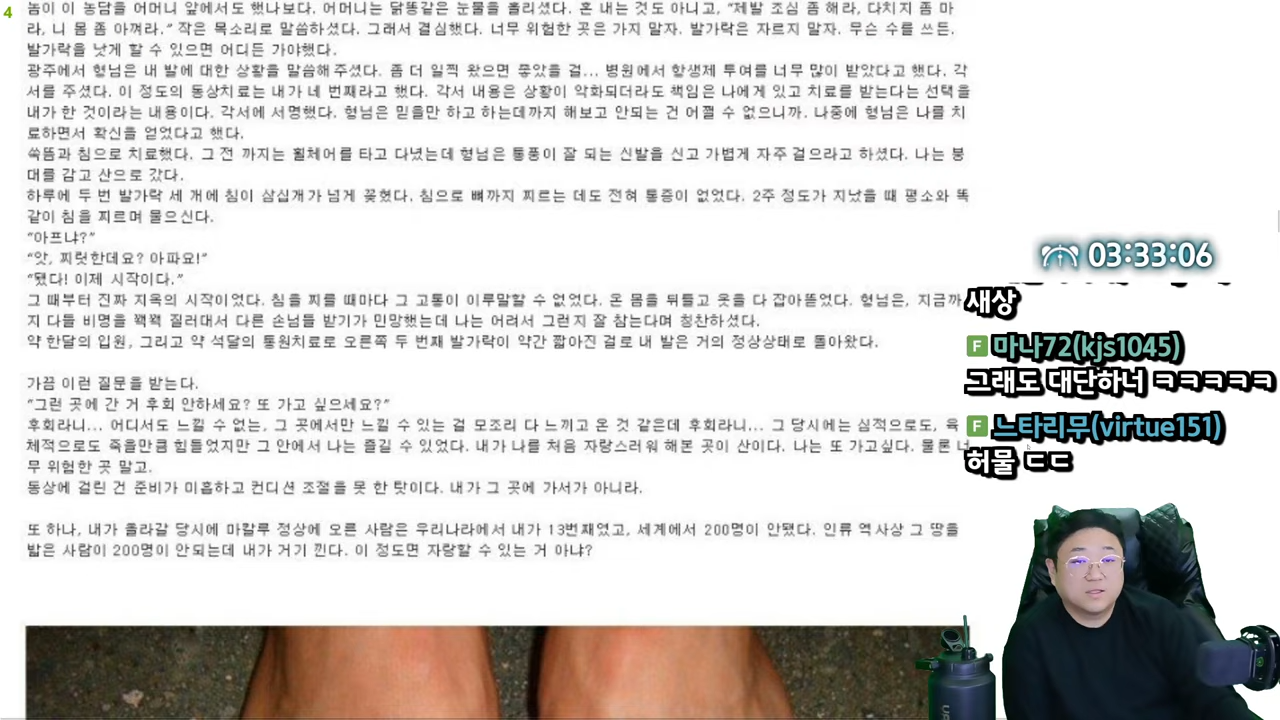 4
놈이 이 농담을 어머니 앞에서도 했나보다. 어머니는 닭똥같은 눈물을 흘리셨다. 혼 내는 것도 아니고, “제발 조심 좀 해라, 다치지 좀 마
라, 니 몸 좀 아껴라.” 작은 목소리로 말씀하셨다. 그래서 결심했다. 너무 위험한 곳은 가지 말자. 발가락은 자르지 말자. 무슨 수를 쓰든.
발가락을 낫게 할 수 있으면 어디든 가야했다.
광주에서 형님은 내 발에 대한 상황을 말씀해주셨다. 좀 더 일찍 왔으면 좋았을 걸... 병원에서 항생제 투여를 너무 많이 받았다고 했다. 각
서를 주셨다. 이 정도의 동상치료는 내가 네 번째라고 했다. 각서 내용은 상황이 악화되더라도 책임은 나에게 있고 치료를 받는다는 선택을
내가 한 것이라는 내용이다. 각서에 서명했다. 형님은 믿을만 하고 하는데까지 해보고 안되는 건 어쩔 수 없으니까. 나중에 형님은 나를 치
료하면서 확신을 얻었다고 했다.
쑥뜸과 침으로 치료했다. 그 전 까지는 휠체어를 타고 다녔는데 형님은 통풍이 잘 되는 신발을 신고 가볍게 자주 걸으라고 하셨다. 나는 붕
대를 감고 산으로 갔다.
하루에 두 번 발가락 세 개에 침이 삼십개가 넘게 꽂혔다. 침으로 뼈까지 찌르는 데도 전혀 통증이 없었다. 2주 정도가 지났을 때 평소와 똑
같이 침을 찌르며 물으신다.
“아프냐?”
“앗, 찌릿한데요? 아파요!”
“됐다! 이제 시작이다.”
그 때부터 진짜 지옥의 시작이었다. 침을 찌를 때마다 그 고통이 이루말할 수 없었다. 온 몸을 뒤틀고 옷을 다 잡아뜯었다. 형님은, 지금까
지 다들 비명을 꽥꽥 질러대서 다른 손님들 받기가 민망했는데 나는 어려서 그런지 잘 참는다며 칭찬하셨다.
약 한달의 입원, 그리고 약 석달의 통원치료로 오른쪽 두 번째 발가락이 약간 짧아진 걸로 내 발은 거의 정상상태로 돌아왔다.
가끔 이런 질문을 받는다.
“그런 곳에 간 거 후회 안하세요? 또 가고 싶으세요?”
후회라니... 어디서도 느낄 수 없는, 그 곳에서만 느낄 수 있는 걸 모조리 다 느끼고 온 것 같은데 후회라니... 그 당시에는 심적으로도, 육
체적으로도 죽을만큼 힘들었지만 그 안에서 나는 즐길 수 있었다. 내가 나를 처음 자랑스러워 해본 곳이 산이다. 나는 또 가고싶다. 물론 너
무 위험한 곳 말고.
동상에 걸린 건 준비가 미흡하고 컨디션 조절을 못 한 탓이다. 내가 그 곳에 가서가 아니라.
또 하나, 내가 올라갈 당시에 마칼루 정상에 오른 사람은 우리나라에서 내가 13번째였고, 세계에서 200명이 안됐다. 인류 역사상 그 땅을
밟은 사람이 200명이 안되는데 내가 거기 낀다. 이 정도면 자랑할 수 있는 거 아냐?
03:33:06
새상
F 마나72(kjs1045)
그래도 대단하너 ㅋㅋㅋㅋㅋ
F 느타리무(virtue151)
허물 ㄷㄷ